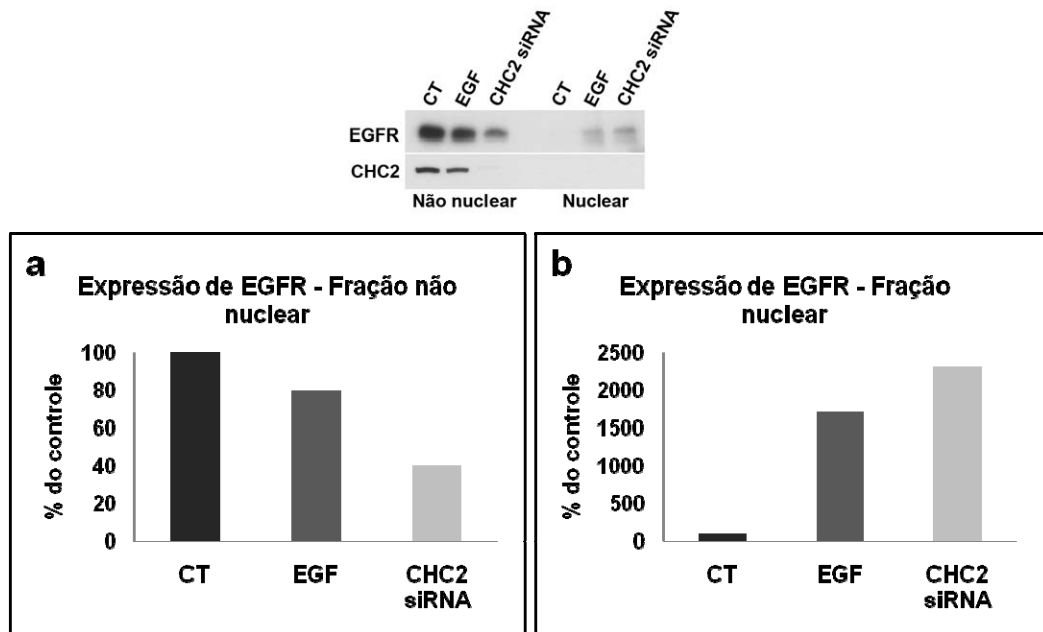 CT EGF CHC2 siRNA CT EGF CHC2 siRNA
EGFR
CHC2
Não nuclear Nuclear
a
Expressão de EGFR - Fração não
nuclear
% do controle
100
80
60
40
20
0
CT EGF CHC2
siRNA
b
Expressão de EGFR - Fração
nuclear
% do controle
2500
2000
1500
1000
500
0
CT EGF CHC2
siRNA